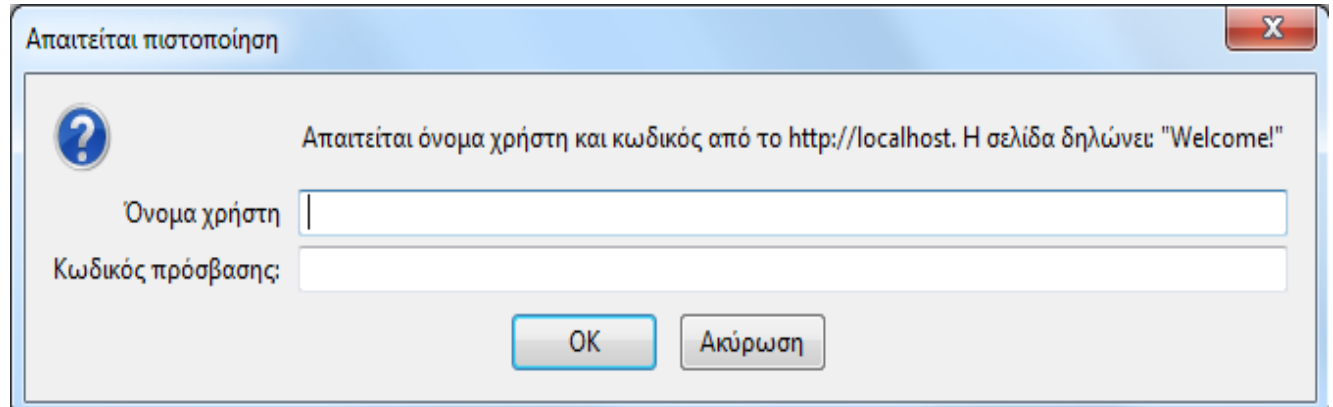 Απαιτείται πιστοποίηση
Απαιτείται όνομα χρήστη και κωδικός από το http://localhost. Η σελίδα δηλώνει: "Welcome!"
Όνομα χρήστη
Κωδικός πρόσβασης:
OK
Ακύρωση